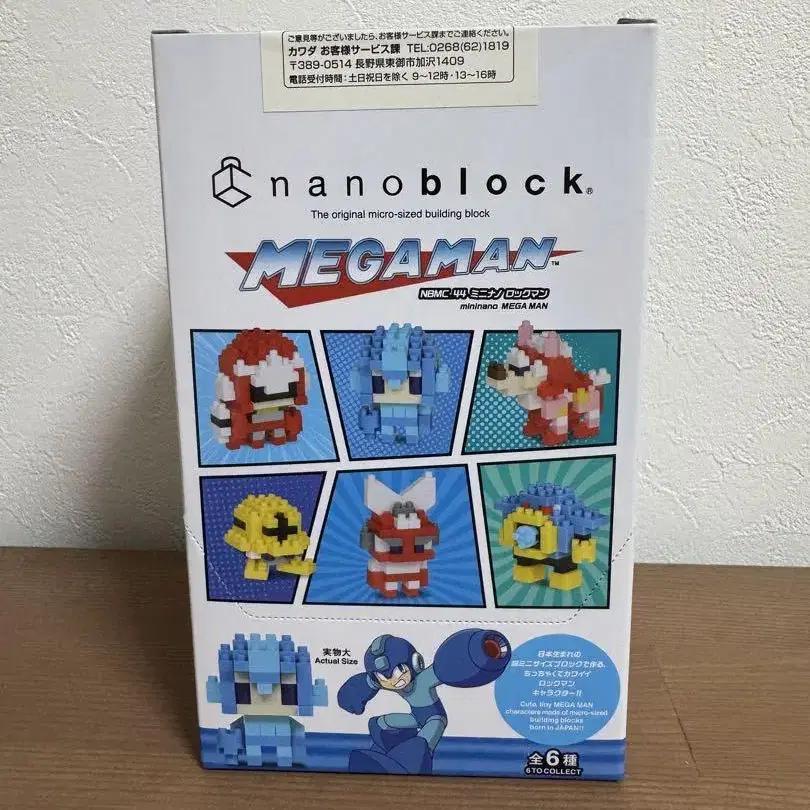 ご意見等がございましたら、お客様サービス課までご連絡ください。
カワダ お客様サービス課 TEL:0268(62)1819
〒389-0514 長野県東御市加沢1409
電話受付時間：土日祝日を除く 9～12時・13～16時
nanoblock®
The original micro-sized building block
MEGAMAN™
NBMC_44 ミニナノ ロックマン
mininano MEGA MAN
実物大
Actual Size
日本生まれの
超ミニサイズブロックで作る、
ちっちゃくてカワイイ
ロックマン
キャラクター!!
Cute, tiny MEGA MAN
characters made of micro-sized
building blocks
born in JAPAN!!
全6種
6 TO COLLECT